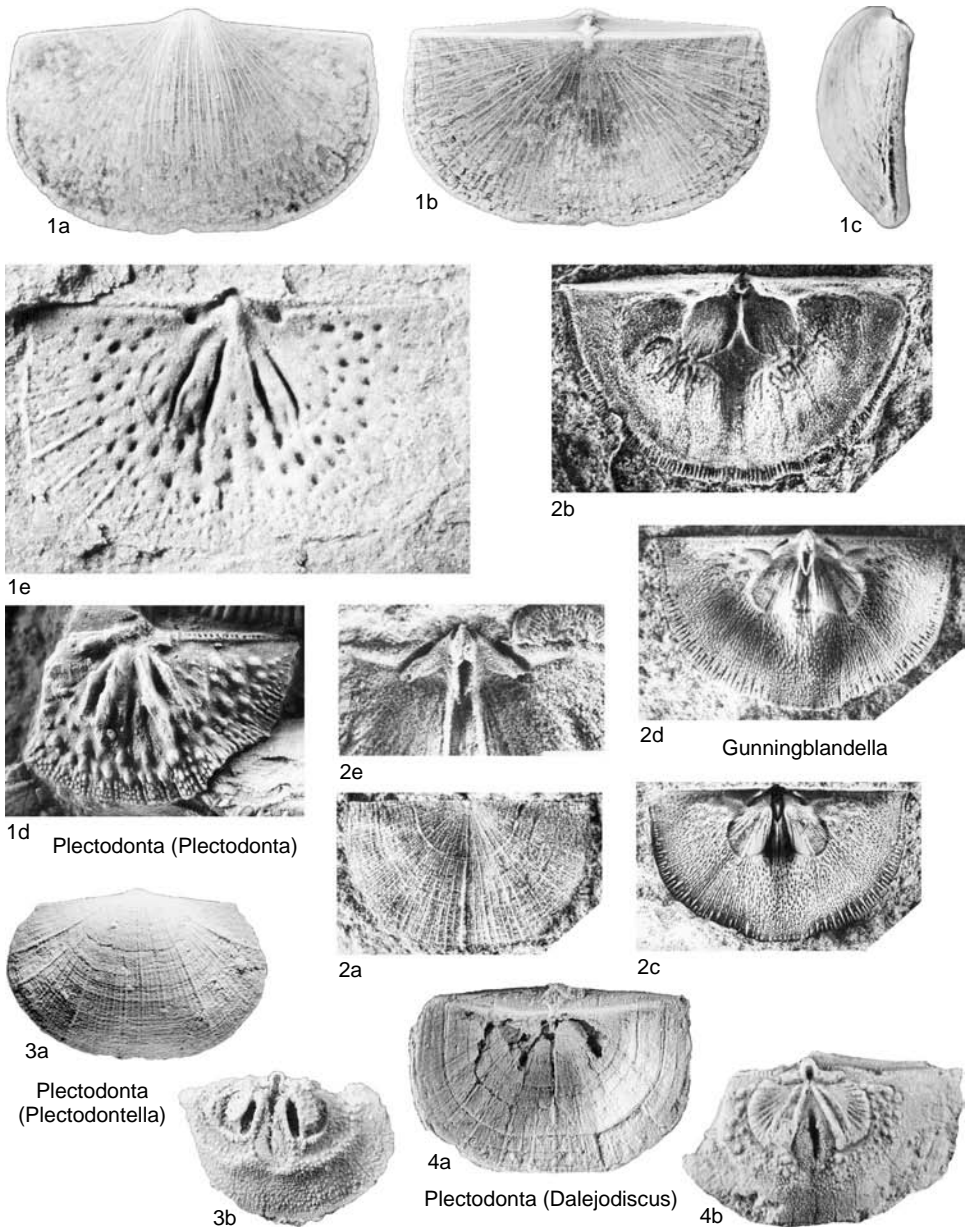 1a
1b
1c
1e
2b
2d
Gunningblandella
2e
1d
Plectodonta (Plectodonta)
2a
2c
3a
Plectodonta
(Plectodontella)
3b
4a
Plectodonta (Dalejodiscus)
4b